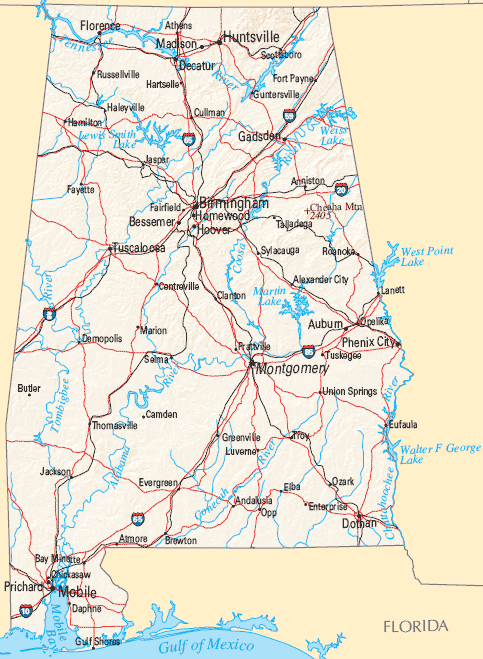 Florence
Athens
Madison
Huntsville
Tennessee
Scottsboro
Decatur
River
Russellville
Hartselle
Fort Payne
Guntersville
Haleyville
Cullman
Hamilton
59
Lewis Smith
Lake
65
Gadsden
Weiss
Lake
Jasper
Fayette
Anniston
20
Birmingham
Fairfield
Homewood
Cheaha Mtn
2405
Bessemer
Hoover
Talladega
Tuscaloosa
Coosa
Sylacauga
Roanoke
West Point
Lake
Centreville
Clanton
Martin
Lake
Alexander City
Lanett
River
Marion
Auburn
Opelika
Demopolis
Prattville
85
Phenix City
Selma
Tuskegee
River
Montgomery
Butler
Union Springs
River
Tombigbee
Camden
Thomasville
Eufaula
Greenville
Troy
Luverne
River
Walter F George
Lake
Jackson
Alabama
Evergreen
Elba
Ozark
Conecuh
Andalusia
Opp
Enterprise
Chattahoochee
65
Dothan
Atmore
Brewton
Bay Minette
Chickasaw
Prichard
Mobile
10
Daphne
Mobile
Bay
FLORIDA
Gulf Shores
Gulf of Mexico